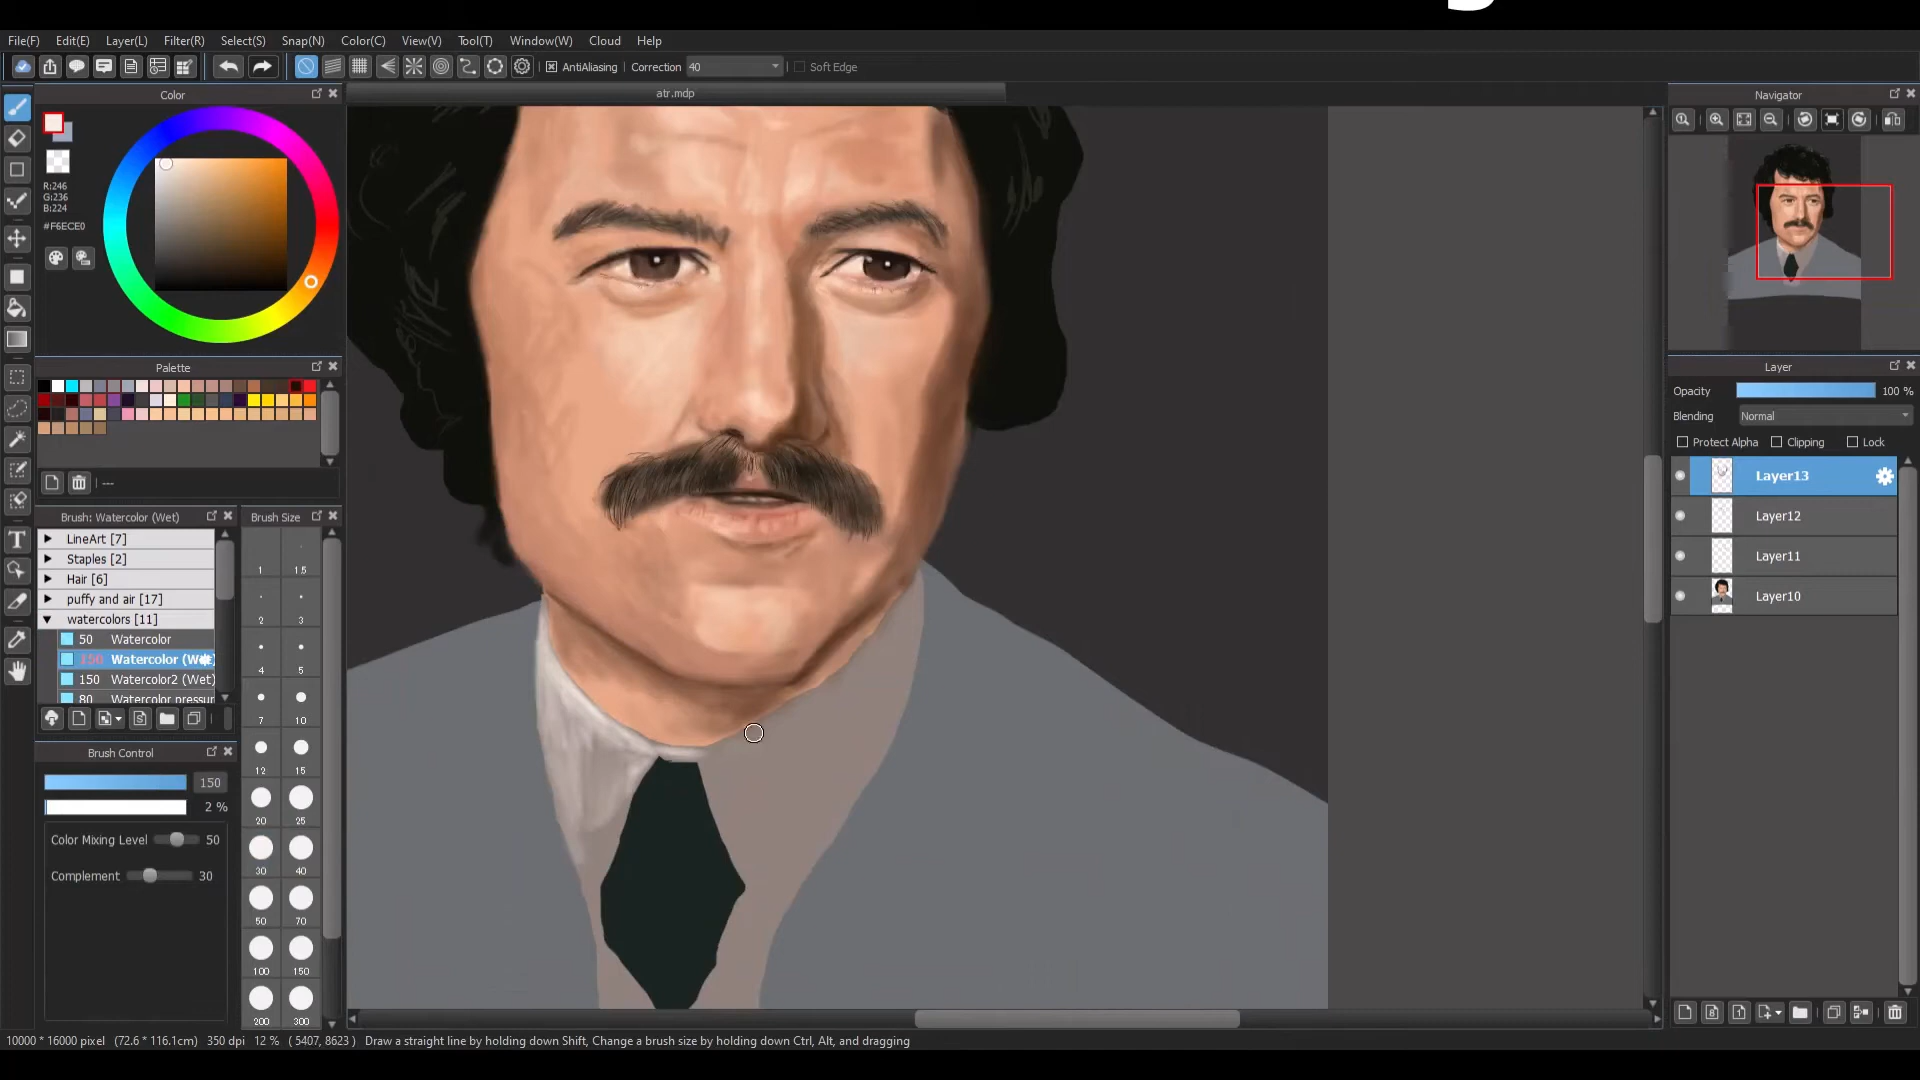 File(F) Edit(E) Layer(L) Filter(R) Select(S) Snap(N) Color(C) View(V) Tool(T) Window(W) Cloud Help
AntiAliasing Correction 40 Soft Edge
Color
R:246
G:236
B:224
#F6ECE0
Palette
---
Brush: Watercolor (Wet)
LineArt [7]
Staples [2]
Hair [6]
puffy and air [17]
watercolors [11]
50 Watercolor
150 Watercolor (We
150 Watercolor2 (Wet)
80 Watercolor pressur
Brush Control
150
2 %
Color Mixing Level 50
Complement 30
Brush Size
1 1.5
2 3
4 5
7 10
12 15
20 25
30 40
50 70
100 150
200 300
atr.mdp
Navigator
Layer
Opacity 100 %
Blending Normal
Protect Alpha Clipping Lock
Layer13
Layer12
Layer11
Layer10
10000 * 16000 pixel (72.6 * 116.1cm) 350 dpi 12 % ( 5407, 8623 ) Draw a straight line by holding down Shift, Change a brush size by holding down Ctrl, Alt, and dragging